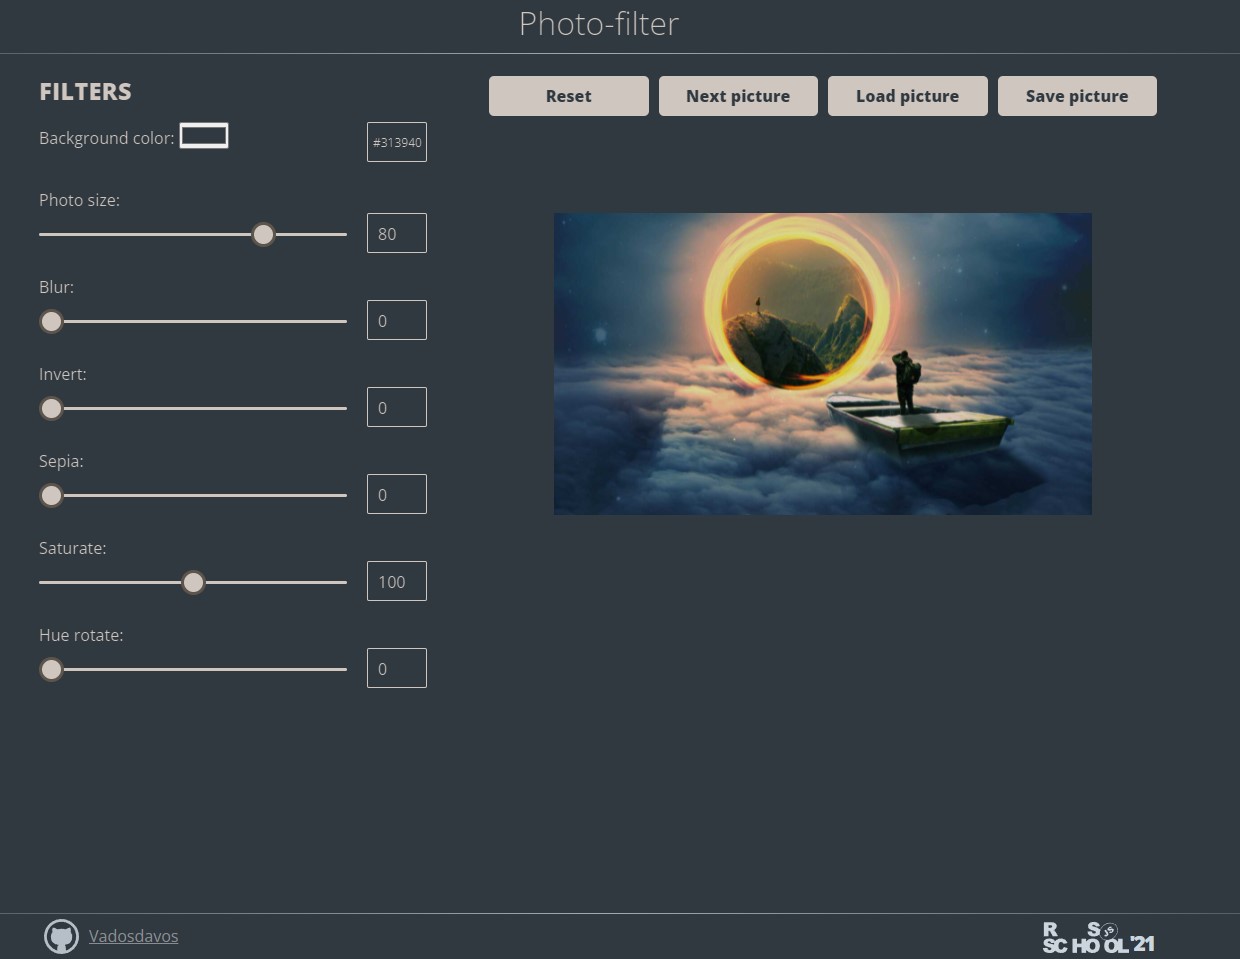 Photo-filter
FILTERS
Reset
Next picture
Load picture
Save picture
Background color:
#313940
Photo size:
80
Blur:
0
Invert:
0
Sepia:
0
Saturate:
100
Hue rotate:
0
Vadosdavos
R S JS
SCHOOL '21